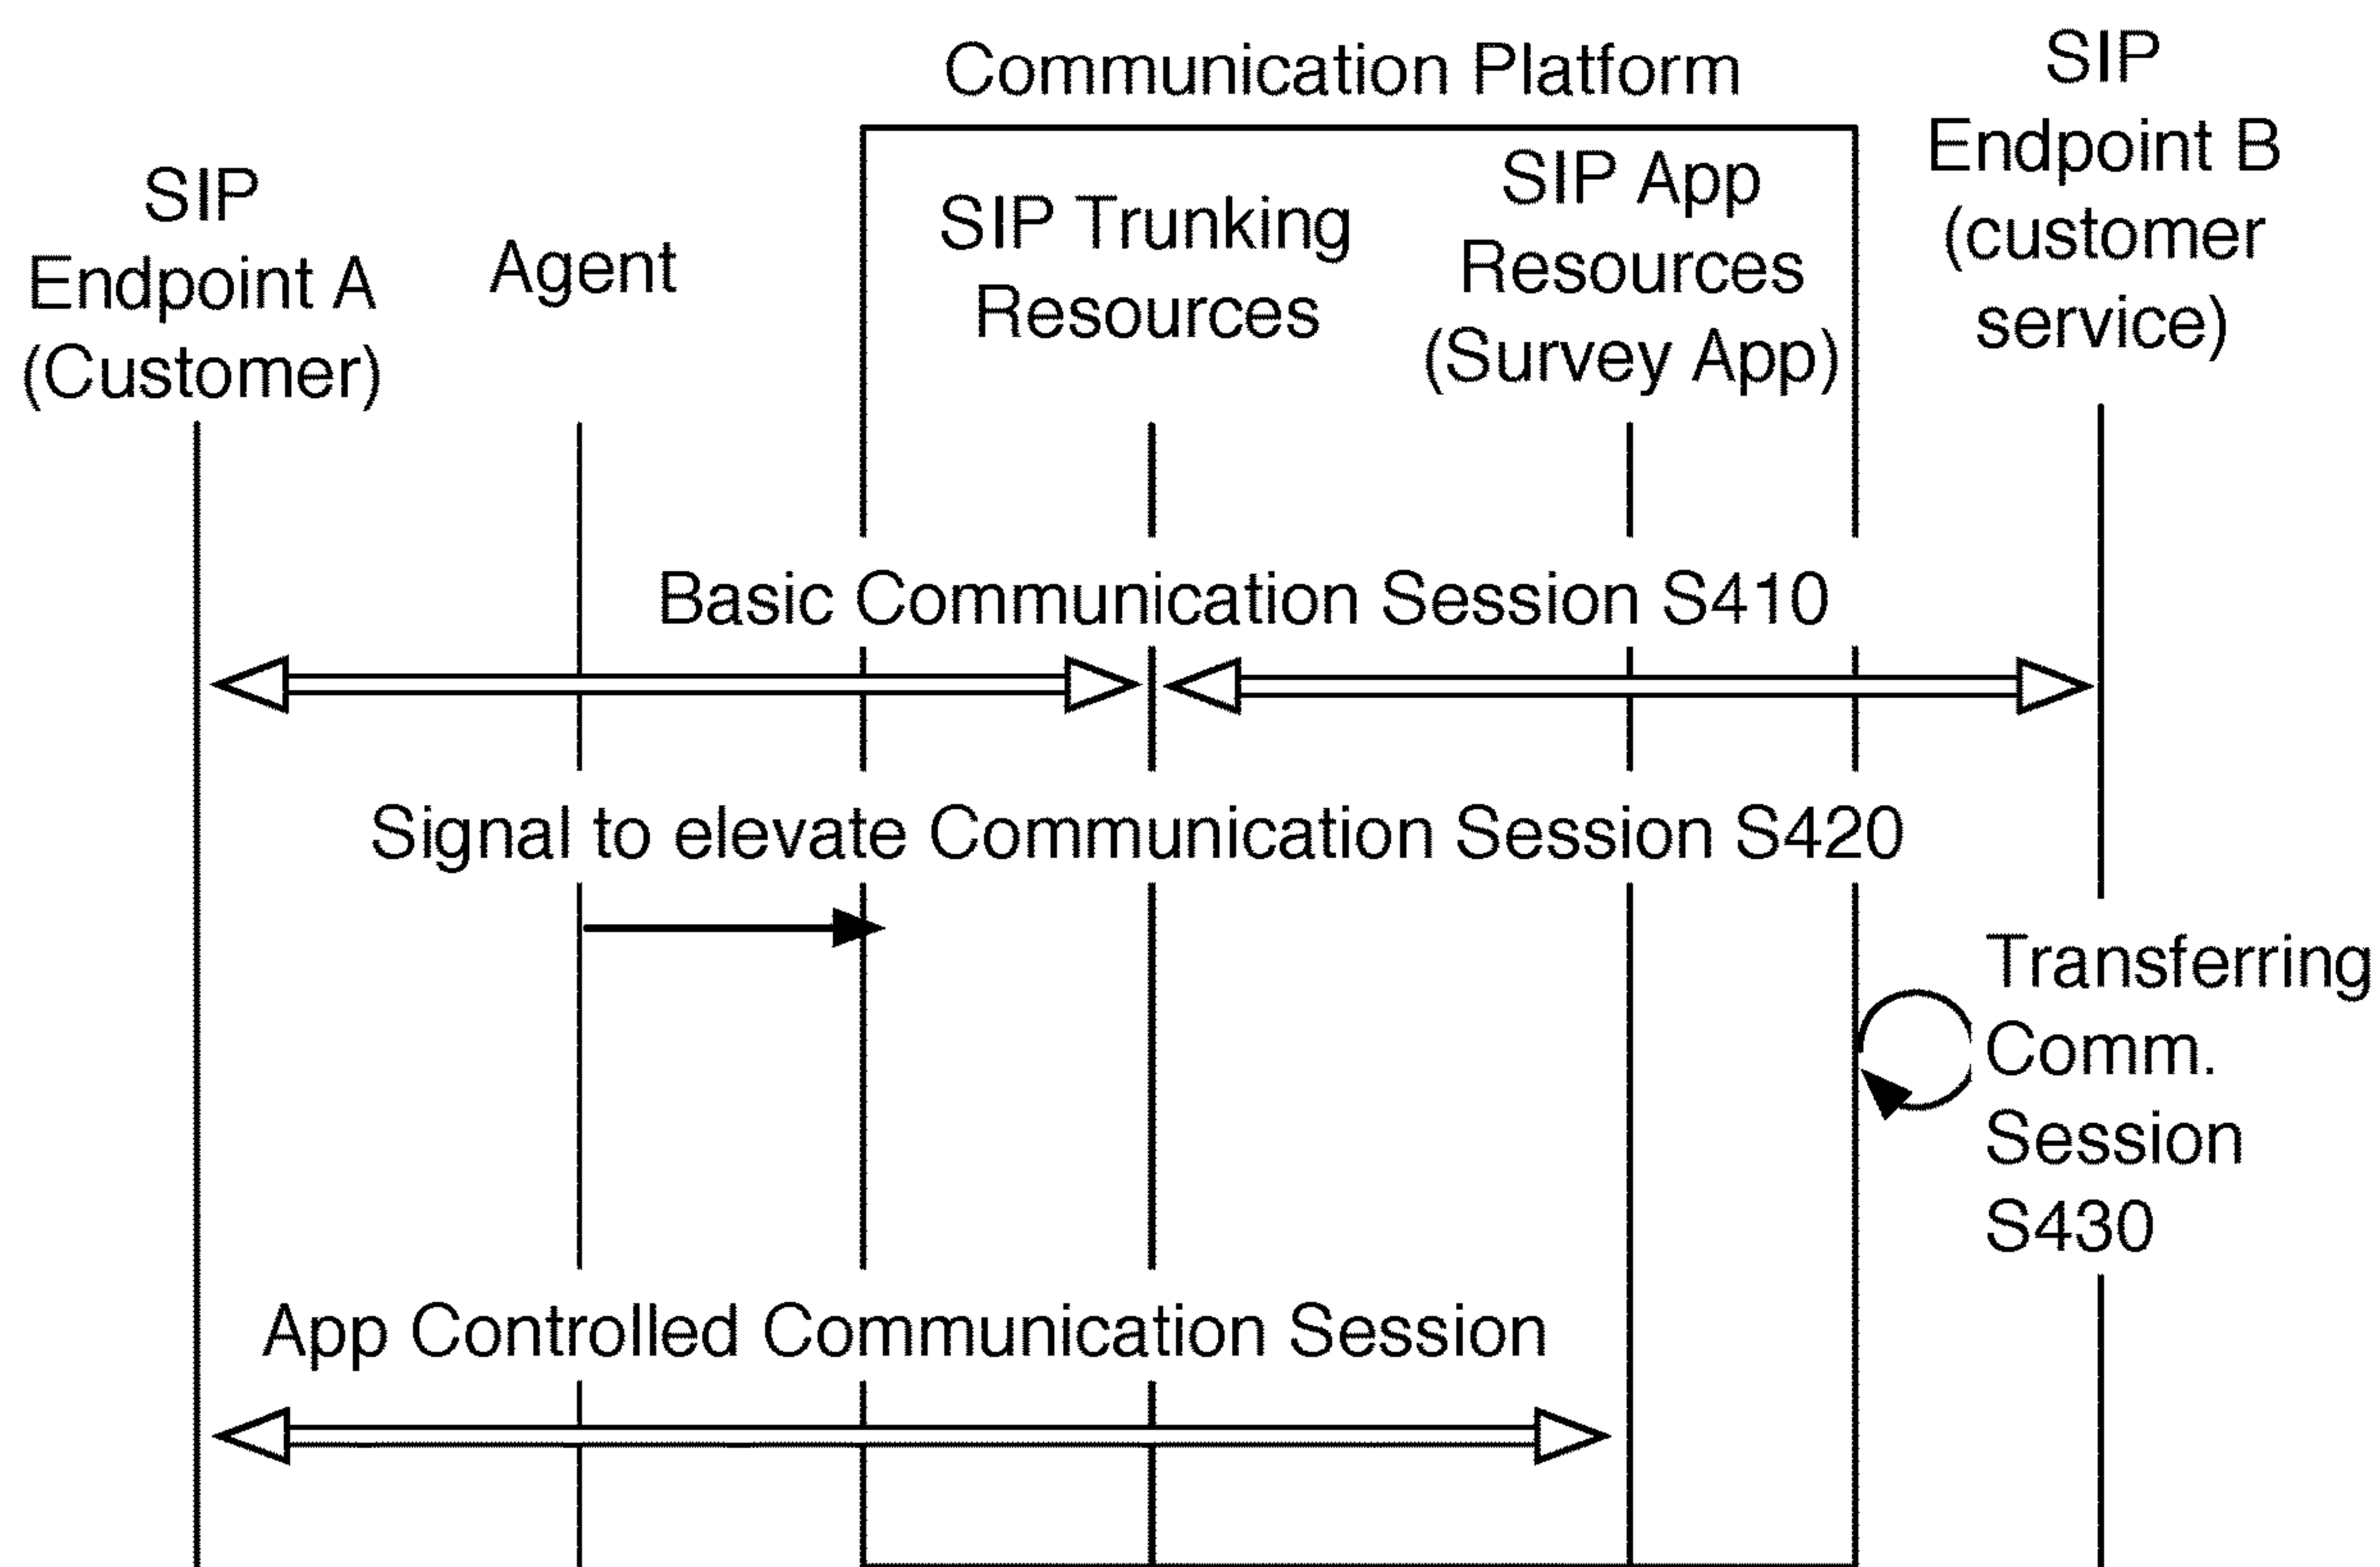 Communication Platform
SIP
Endpoint A
(Customer)
Agent
SIP Trunking
Resources
SIP App
Resources
(Survey App)
SIP
Endpoint B
(customer
service)
Basic Communication Session S410
Signal to elevate Communication Session S420
Transferring
Comm.
Session
S430
App Controlled Communication Session